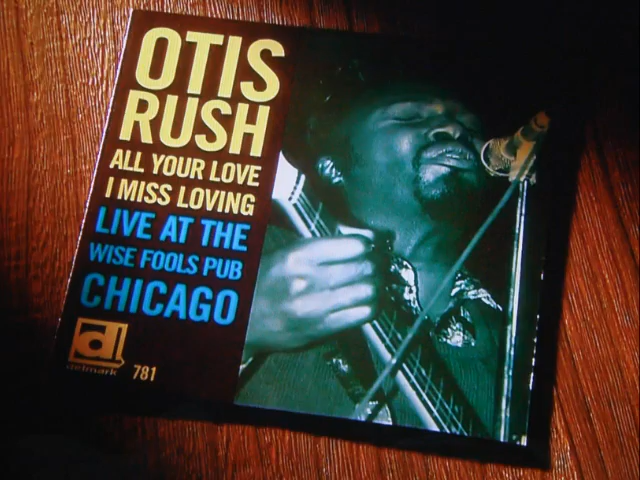 OTIS
RUSH
ALL YOUR LOVE
I MISS LOVING
LIVE AT THE
WISE FOOLS PUB
CHICAGO
d
delmark 781